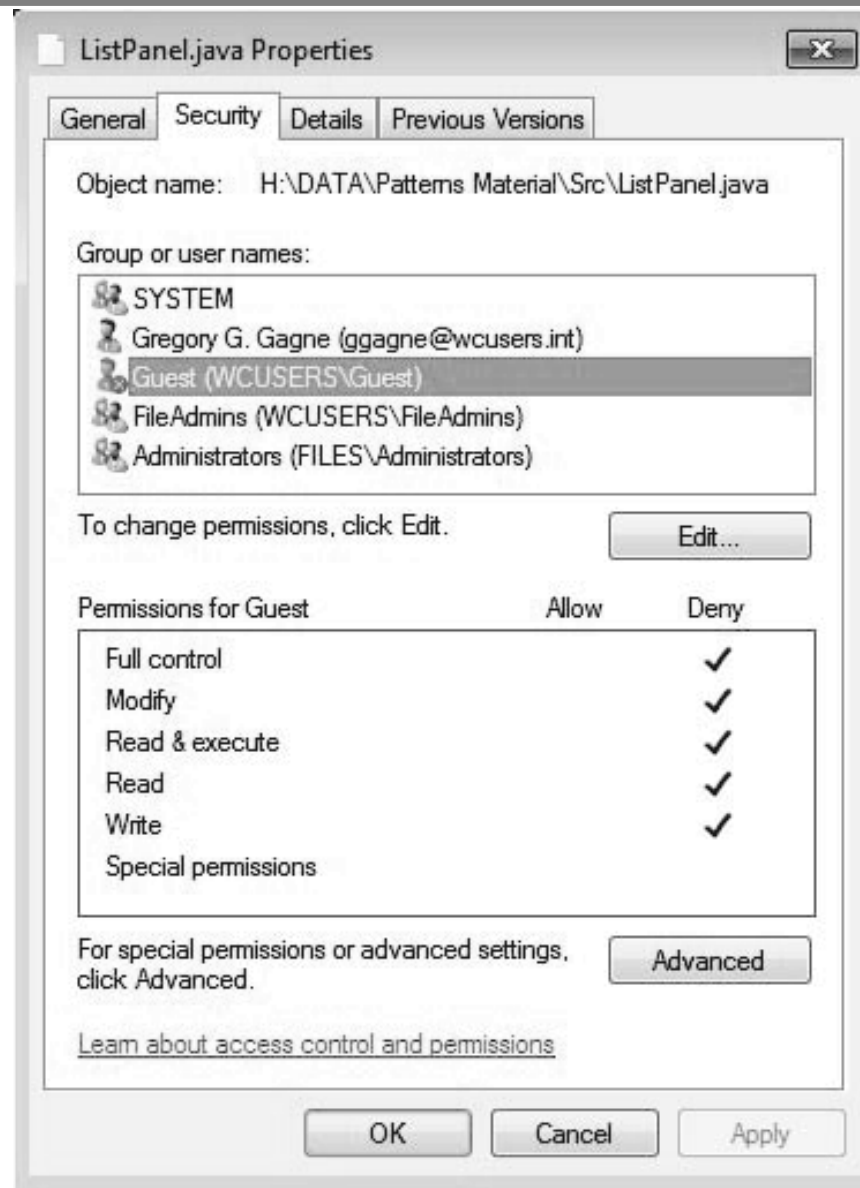 ListPanel.java Properties
General Security Details Previous Versions
Object name: H:\DATA\Patterns Material\Src\ListPanel.java
Group or user names:
SYSTEM
Gregory G. Gagne (ggagne@wcusers.int)
Guest (WCUSERS\Guest)
FileAdmins (WCUSERS\FileAdmins)
Administrators (FILES\Administrators)
To change permissions, click Edit.
Edit...
Permissions for Guest Allow Deny
Full control
Modify
Read & execute
Read
Write
Special permissions
For special permissions or advanced settings,
click Advanced.
Advanced
Learn about access control and permissions
OK Cancel Apply